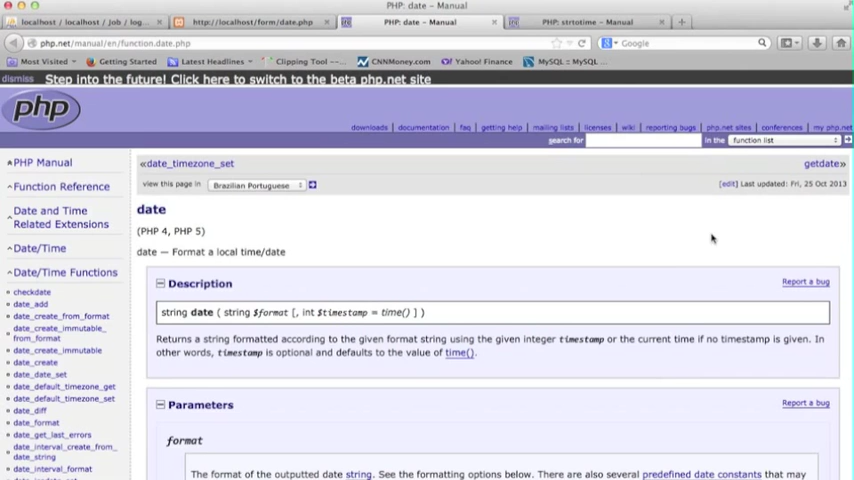 PHP: date – Manual
localhost / localhost / job / log...
http://localhost/form/date.php
PHP: date – Manual
PHP: strtotime – Manual
php.net/manual/en/function.date.php
Google
Most Visited
Getting Started
Latest Headlines
Clipping Tool --...
CNNMoney.com
Yahoo! Finance
MySQL :: MySQL ...
dismiss Step into the future! Click here to switch to the beta php.net site
php
downloads | documentation | faq | getting help | mailing lists | licenses | wiki | reporting bugs | php.net sites | conferences | my php.net
search for in the function list
PHP Manual
Function Reference
Date and Time
Related Extensions
Date/Time
Date/Time Functions
checkdate
date_add
date_create_from_format
date_create_immutable_
from_format
date_create_immutable
date_create
date_date_set
date_default_timezone_get
date_default_timezone_set
date_diff
date_format
date_get_last_errors
date_interval_create_from_
date_string
date_interval_format
«date_timezone_set
getdate»
view this page in Brazilian Portuguese
[edit] Last updated: Fri, 25 Oct 2013
date
(PHP 4, PHP 5)
date — Format a local time/date
Description
Report a bug
string date ( string $format [, int $timestamp = time() ] )
Returns a string formatted according to the given format string using the given integer timestamp or the current time if no timestamp is given. In
other words, timestamp is optional and defaults to the value of time().
Parameters
Report a bug
format
The format of the outputted date string. See the formatting options below. There are also several predefined date constants that may